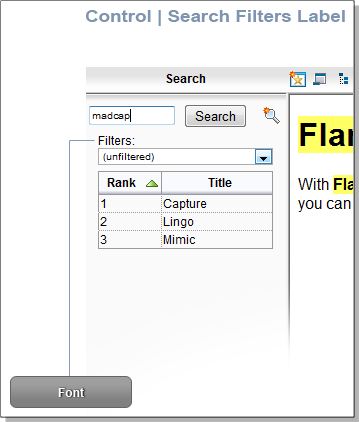 Control | Search Filters Label
Search
madcap
Search
Filters:
(unfiltered)
Rank Title
1 Capture
2 Lingo
3 Mimic
Flar
With Fla
you can
Font